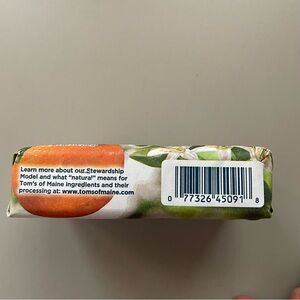 Learn more about our Stewardship
Model and what "natural" means for
Tom's of Maine ingredients and their
processing at: www.tomsofmaine.com
0 77326 45091 8